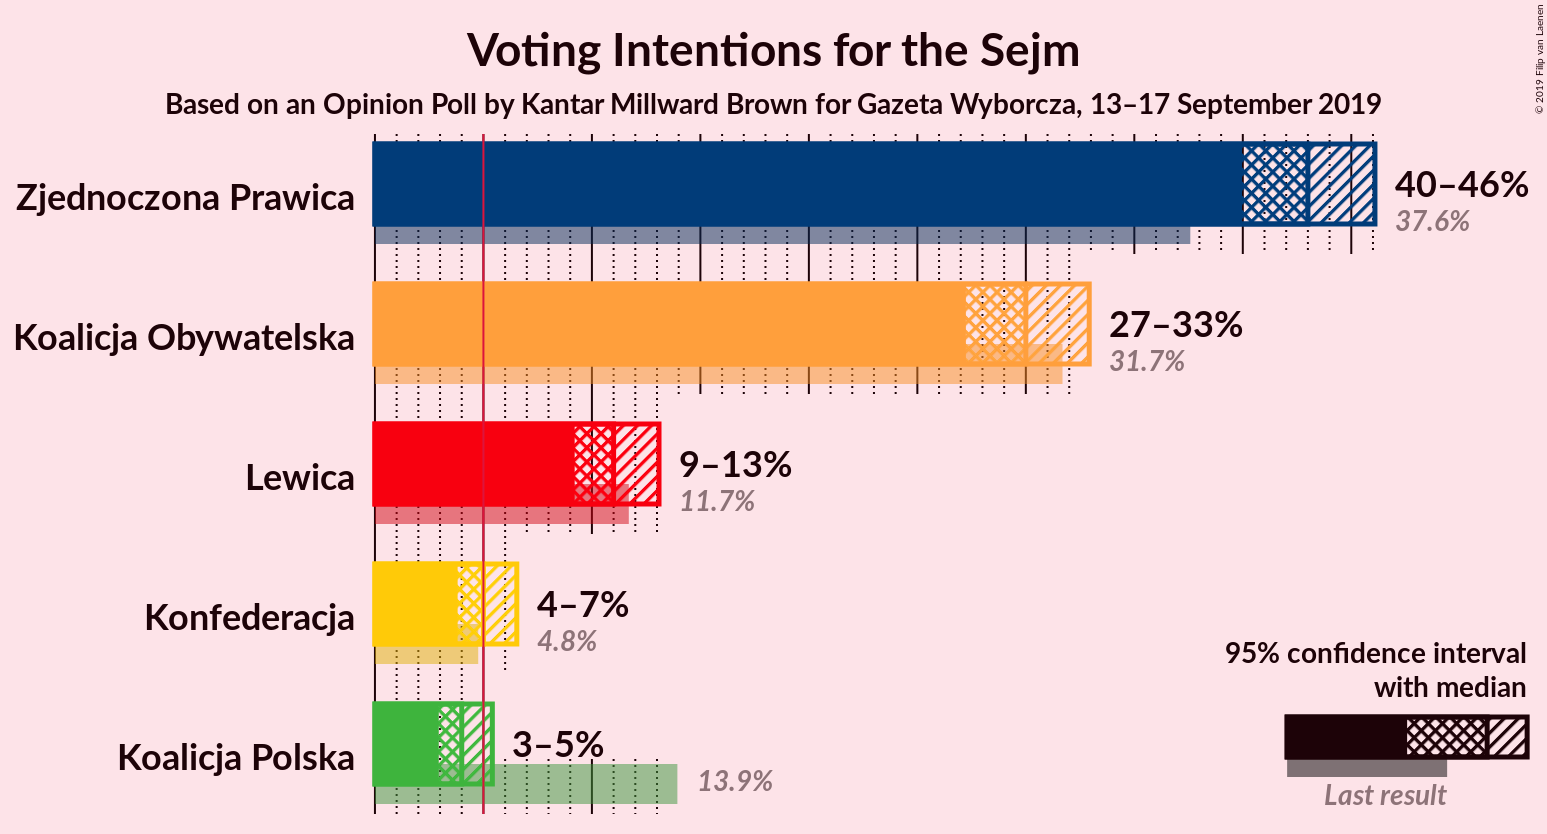 Voting Intentions for the Sejm
Based on an Opinion Poll by Kantar Millward Brown for Gazeta Wyborcza, 13–17 September 2019
© 2019 Filip van Laenen
Zjednoczona Prawica
40–46%
37.6%
Koalicja Obywatelska
27–33%
31.7%
Lewica
9–13%
11.7%
Konfederacja
4–7%
4.8%
Koalicja Polska
3–5%
13.9%
95% confidence interval
with median
Last result